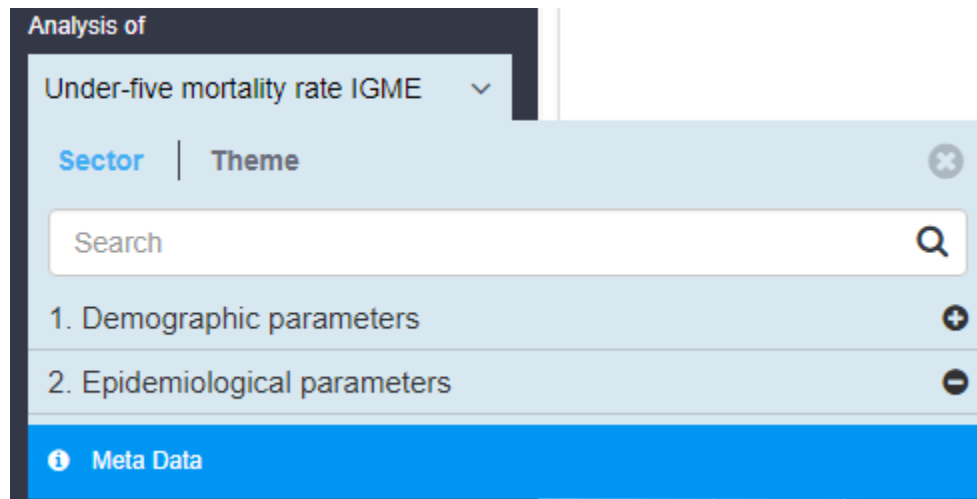 Analysis of
Under-five mortality rate IGME
Sector Theme
Search
1. Demographic parameters
2. Epidemiological parameters
Meta Data